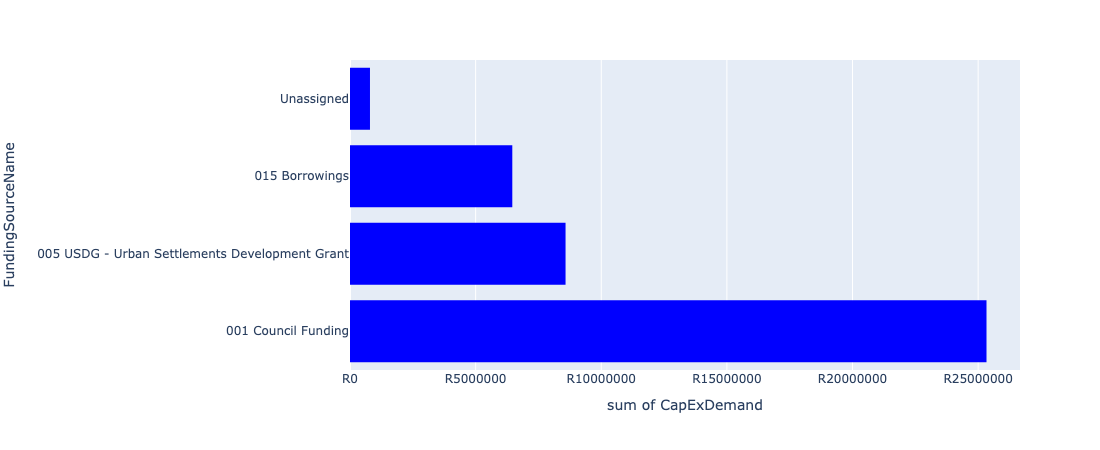 FundingSourceName
Unassigned
015 Borrowings
005 USDG - Urban Settlements Development Grant
001 Council Funding
R0 R5000000 R10000000 R15000000 R20000000 R25000000
sum of CapExDemand